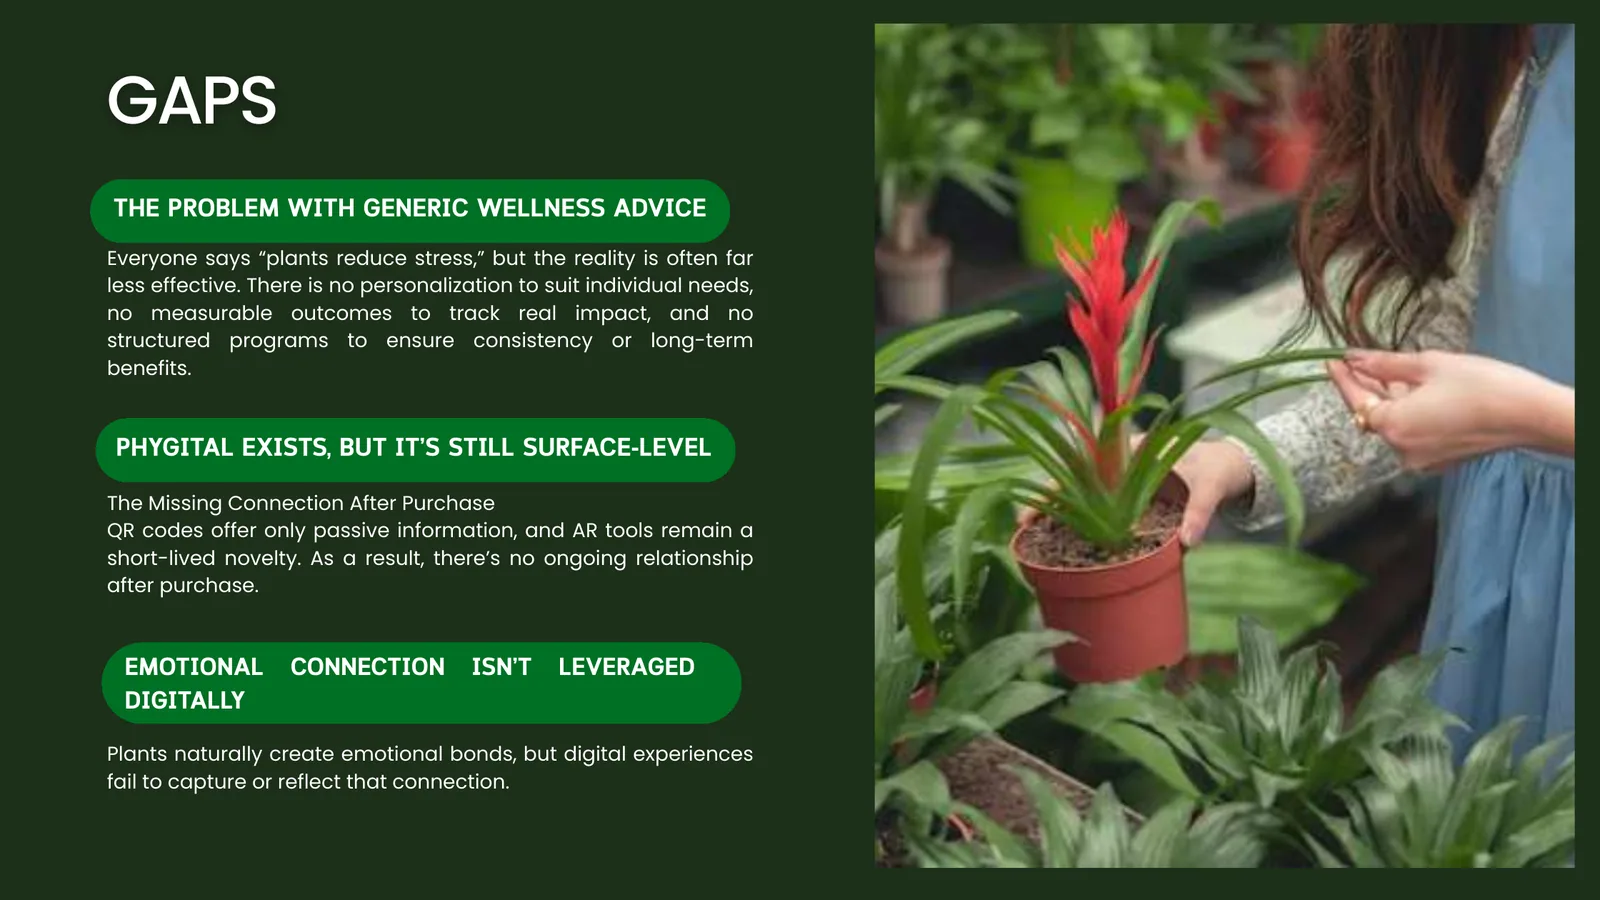 GAPS
THE PROBLEM WITH GENERIC WELLNESS ADVICE
Everyone says “plants reduce stress,” but the reality is often far
less effective. There is no personalization to suit individual needs,
no measurable outcomes to track real impact, and no
structured programs to ensure consistency or long-term
benefits.
PHYGITAL EXISTS, BUT IT’S STILL SURFACE-LEVEL
The Missing Connection After Purchase
QR codes offer only passive information, and AR tools remain a
short-lived novelty. As a result, there’s no ongoing relationship
after purchase.
EMOTIONAL CONNECTION ISN’T LEVERAGED
DIGITALLY
Plants naturally create emotional bonds, but digital experiences
fail to capture or reflect that connection.